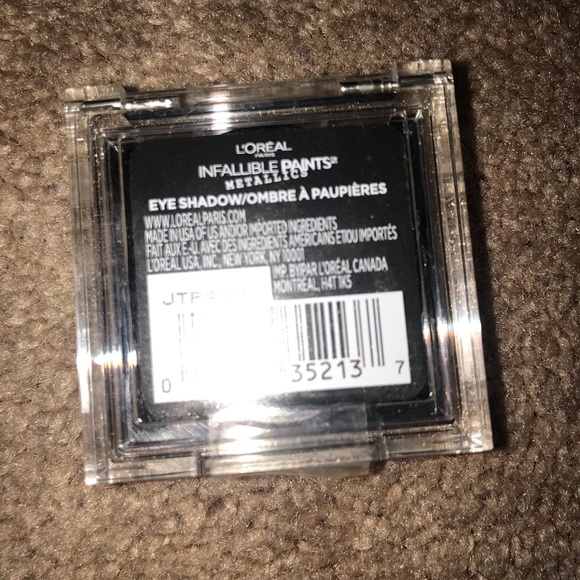 L'ORÉAL
PARIS
INFALLIBLE PAINTS
METALLICS
EYE SHADOW/OMBRE À PAUPIÈRES
WWW.LOREALPARIS.COM
MADE IN USA OF US AND/OR IMPORTED INGREDIENTS
FAIT AUX É.-U. AVEC DES INGRÉDIENTS AMÉRICAINS ET/OU IMPORTÉS
L'ORÉAL USA, INC., NEW YORK, NY 10001
IMP. BY/PAR L'ORÉAL CANADA
MONTRÉAL, H4T 1K5
0 35213 7